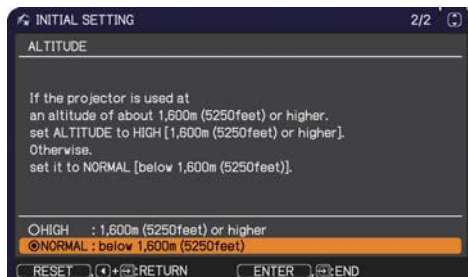 INITIAL SETTING 2/2
ALTITUDE
If the projector is used at
an altitude of about 1,600m (5250feet) or higher.
set ALTITUDE to HIGH [1,600m (5250feet) or higher].
Otherwise.
set it to NORMAL [below 1,600m (5250feet)].
HIGH : 1,600m (5250feet) or higher
NORMAL : below 1,600m (5250feet)
RESET , + :RETURN ENTER , :END